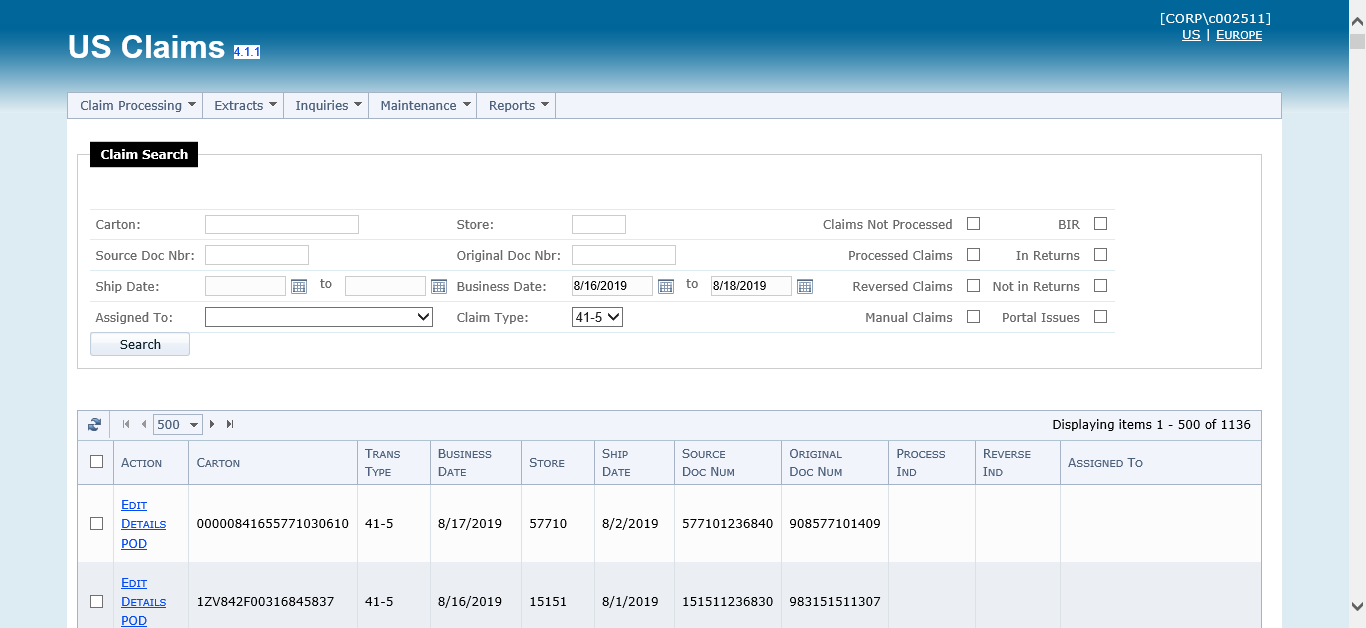 [CORP\c002511]
US | EUROPE
US Claims 4.1.1
Claim Processing Extracts Inquiries Maintenance Reports
Claim Search
Carton: Store: Claims Not Processed BIR
Source Doc Nbr: Original Doc Nbr: Processed Claims In Returns
Ship Date: to Business Date: 8/16/2019 to 8/18/2019 Reversed Claims Not in Returns
Assigned To: Claim Type: 41-5 Manual Claims Portal Issues
Search
500 Displaying items 1 - 500 of 1136
ACTION CARTON TRANS TYPE BUSINESS DATE STORE SHIP DATE SOURCE DOC NUM ORIGINAL DOC NUM PROCESS IND REVERSE IND ASSIGNED TO
EDIT
DETAILS 00000841655771030610 41-5 8/17/2019 57710 8/2/2019 577101236840 908577101409
POD
EDIT
DETAILS 1ZV842F00316845837 41-5 8/16/2019 15151 8/1/2019 151511236830 983151511307
POD